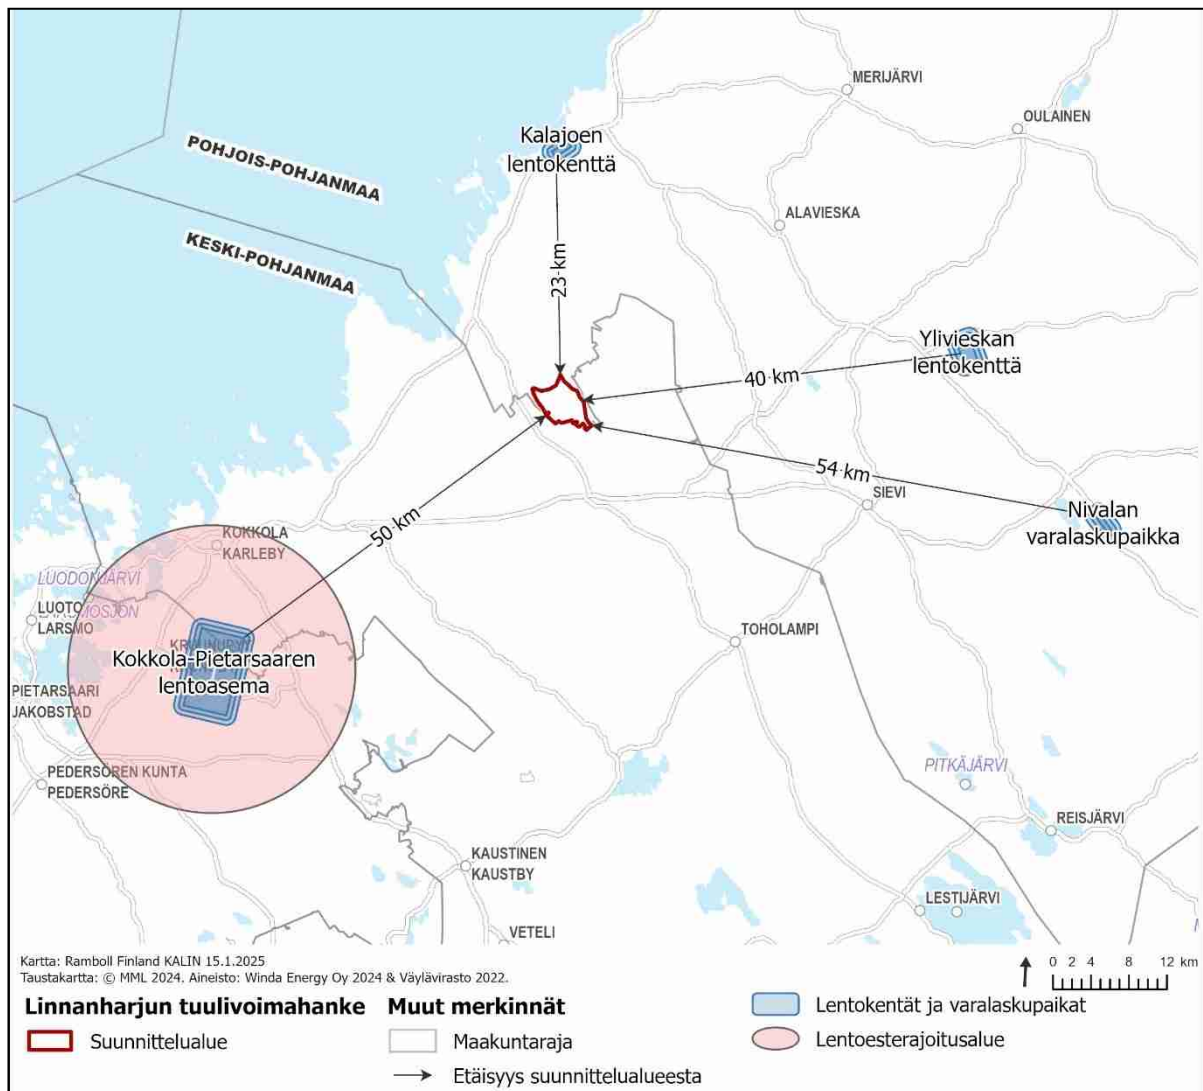 MERIJÄRVI
OULAINEN
Kalajoen
lentokenttä
POHJOIS-POHJANMAA
KESKI-POHJANMAA
ALAVIESKA
23 km
Ylivieskan
lentokenttä
40 km
54 km
SIEVI
Nivalan
varalaskupaikka
50 km
KOKKOLA
KARLEBY
LUODONJÄRVI
LUOTO
LARSMO
Kokkola-Pietarsaaren
lentoasema
TOHOLAMPI
PIETARSAARI
JAKOBSTAD
PEDERSÖREN KUNTA
PEDERSÖRE
PITKÄJÄRVI
REISJÄRVI
KAUSTINEN
KAUSTBY
LESTIJÄRVI
VETELI
Kartta: Ramboll Finland KALIN 15.1.2025
Taustakartta: © MML 2024. Aineisto: Winda Energy Oy 2024 & Väylävirasto 2022.
0 2 4 8 12 km
Linnanharjun tuulivoimahanke
Suunnittelualue
Muut merkinnät
Maakuntaraja
Etäisyys suunnittelualueesta
Lentokentät ja varalaskupaikat
Lentoesterajoitusalue